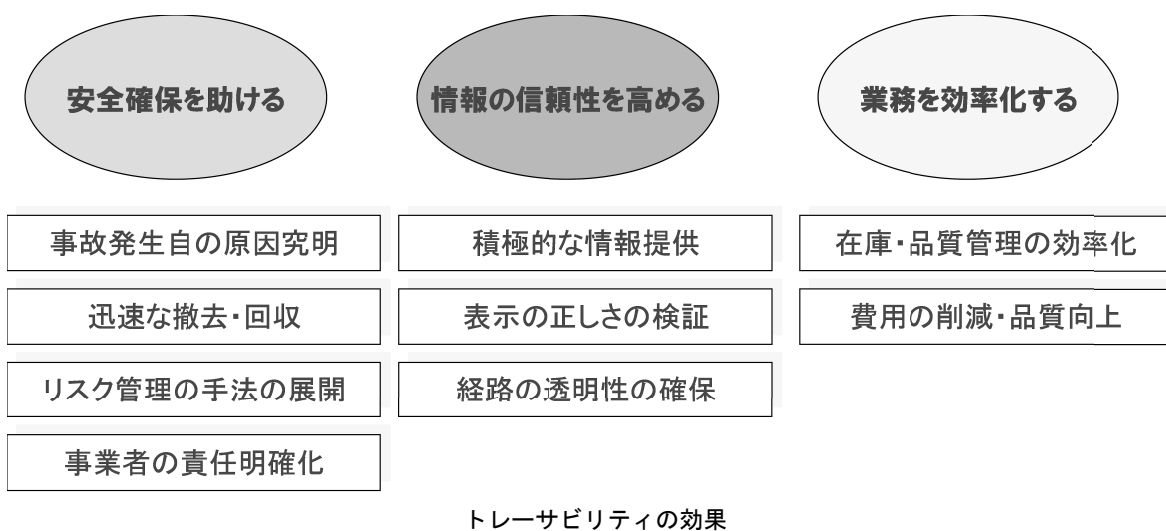 安全確保を助ける
事故発生自の原因究明
迅速な撤去・回収
リスク管理の手法の展開
事業者の責任明確化
情報の信頼性を高める
積極的な情報提供
表示の正しさの検証
経路の透明性の確保
業務を効率化する
在庫・品質管理の効率化
費用の削減・品質向上
トレーサビリティの効果